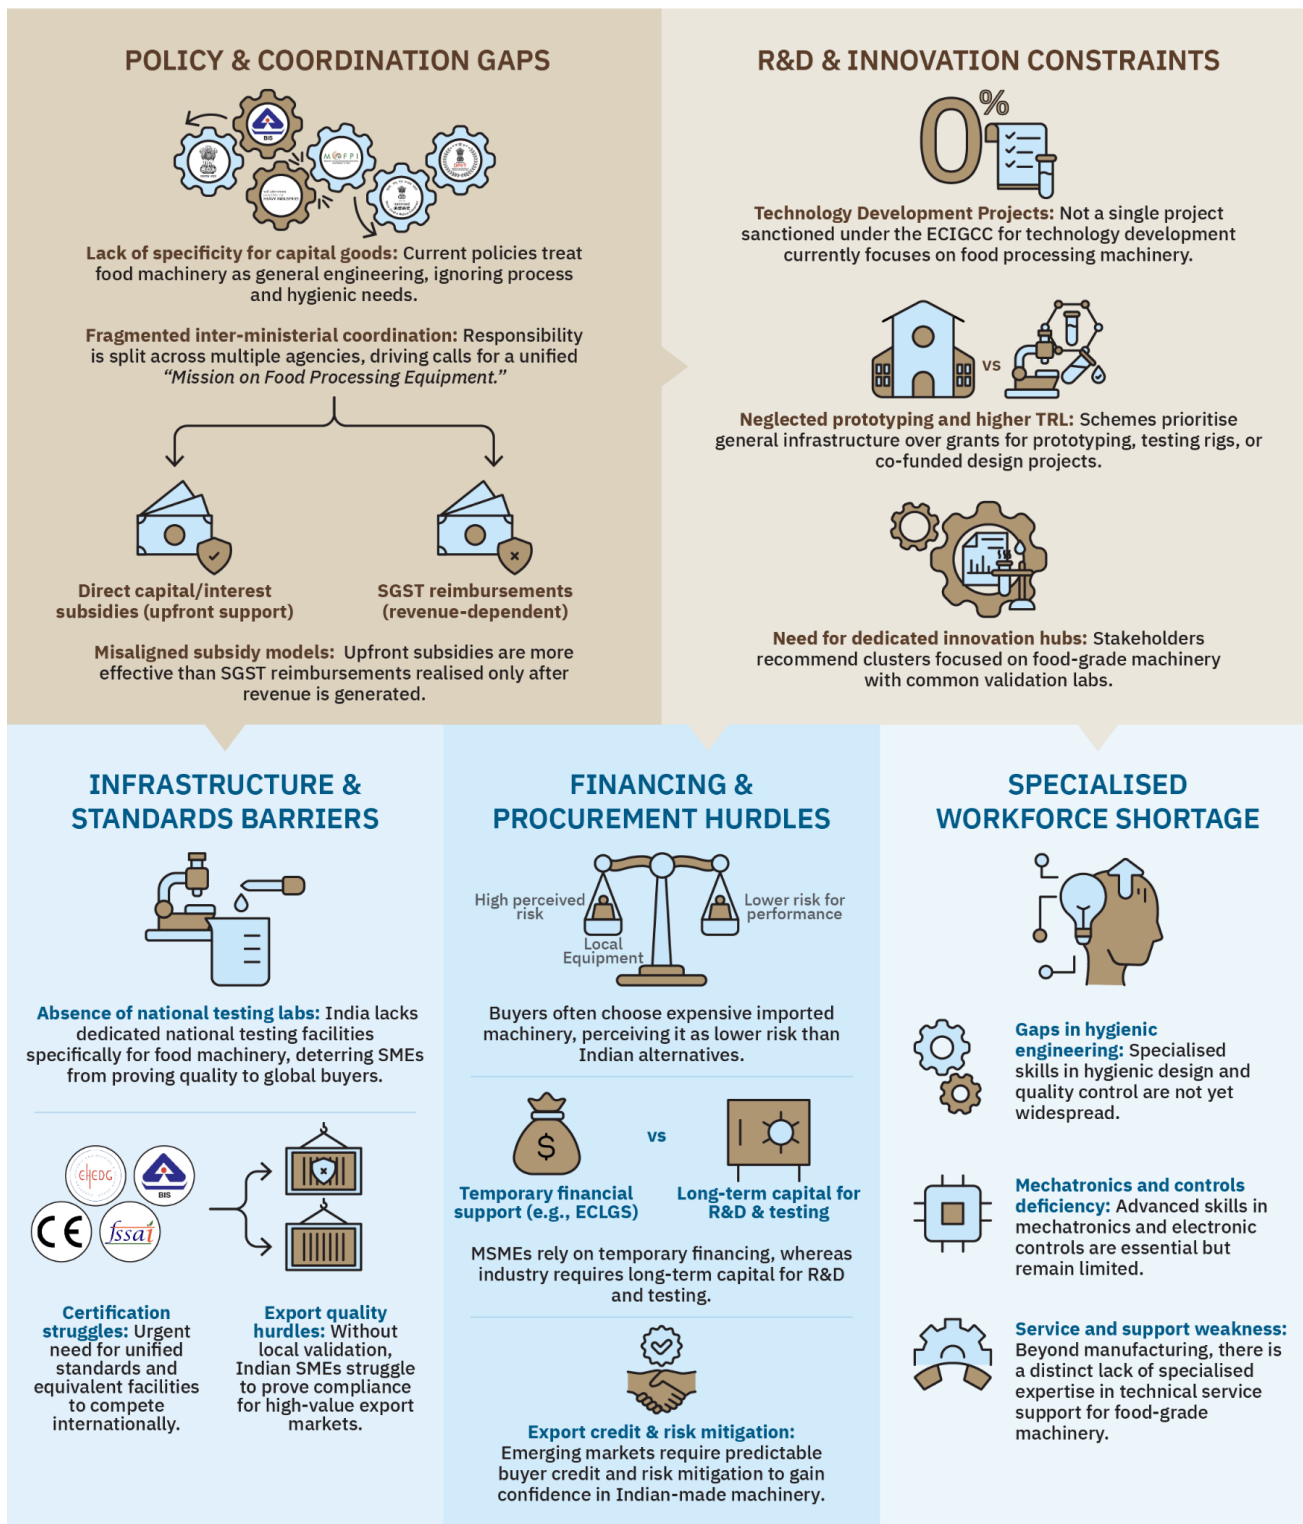 POLICY & COORDINATION GAPS
BIS
MOFPI
HEAVY INDUSTRIES
Lack of specificity for capital goods: Current policies treat
food machinery as general engineering, ignoring process
and hygienic needs.
Fragmented inter-ministerial coordination: Responsibility
is split across multiple agencies, driving calls for a unified
“Mission on Food Processing Equipment.”
Direct capital/interest
subsidies (upfront support)
SGST reimbursements
(revenue-dependent)
Misaligned subsidy models: Upfront subsidies are more
effective than SGST reimbursements realised only after
revenue is generated.
R&D & INNOVATION CONSTRAINTS
0%
Technology Development Projects: Not a single project
sanctioned under the ECIGCC for technology development
currently focuses on food processing machinery.
vs
Neglected prototyping and higher TRL: Schemes prioritise
general infrastructure over grants for prototyping, testing rigs, or
co-funded design projects.
Need for dedicated innovation hubs: Stakeholders
recommend clusters focused on food-grade machinery
with common validation labs.
INFRASTRUCTURE &
STANDARDS BARRIERS
Absence of national testing labs: India lacks
dedicated national testing facilities
specifically for food machinery, deterring SMEs
from proving quality to global buyers.
EHEDG
BIS
CE
fssai
Certification
struggles: Urgent
need for unified
standards and
equivalent facilities
to compete
internationally.
Export quality
hurdles: Without
local validation,
Indian SMEs struggle
to prove compliance
for high-value export
markets.
FINANCING &
PROCUREMENT HURDLES
High perceived
risk
Local
Equipment
Lower risk for
performance
Buyers often choose expensive imported
machinery, perceiving it as lower risk than
Indian alternatives.
$
vs
Temporary financial
support (e.g., ECLGS)
Long-term capital for
R&D & testing
MSMEs rely on temporary financing, whereas
industry requires long-term capital for R&D
and testing.
Export credit & risk mitigation:
Emerging markets require predictable
buyer credit and risk mitigation to gain
confidence in Indian-made machinery.
SPECIALISED
WORKFORCE SHORTAGE
Gaps in hygienic
engineering: Specialised
skills in hygienic design and
quality control are not yet
widespread.
Mechatronics and controls
deficiency: Advanced skills in
mechatronics and electronic
controls are essential but
remain limited.
Service and support weakness:
Beyond manufacturing, there is
a distinct lack of specialised
expertise in technical service
support for food-grade
machinery.